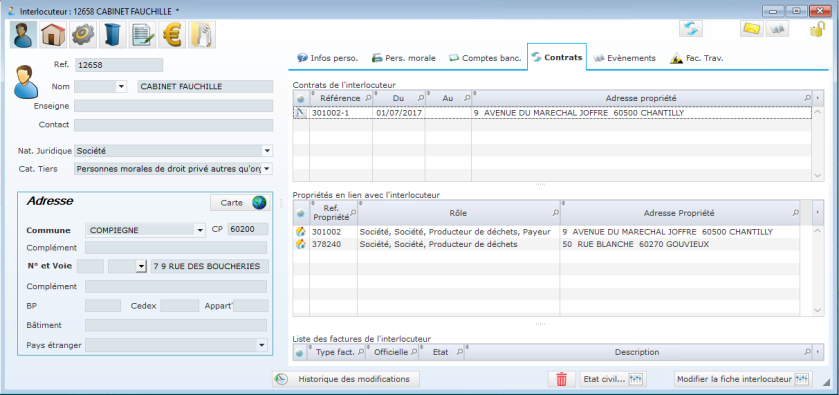 Interlocuteur : 12658 CABINET FAUCHILLE *
Infos perso. Pers. morale Comptes banc. Contrats Evènements Fac. Trav.
Ref. 12658
Nom CABINET FAUCHILLE
Enseigne
Contact
Nat. Juridique Société
Cat. Tiers Personnes morales de droit privé autres qu'org
Adresse Carte
Commune COMPIEGNE CP 60200
Complément
N° et Voie 7 9 RUE DES BOUCHERIES
Complément
BP Cedex Appart'
Bâtiment
Pays étranger
Contrats de l'interlocuteur
Référence Du Au Adresse propriété
301002-1 01/07/2017 9 AVENUE DU MARECHAL JOFFRE 60500 CHANTILLY
Propriétés en lien avec l'interlocuteur
Ref. Propriété Rôle Adresse Propriété
301002 Société, Société, Producteur de déchets, Payeur 9 AVENUE DU MARECHAL JOFFRE 60500 CHANTILLY
378240 Société, Société, Producteur de déchets 50 RUE BLANCHE 60270 GOUVIEUX
Liste des factures de l'interlocuteur
Type fact. Officielle Etat Description
Historique des modifications Etat civil... Modifier la fiche interlocuteur